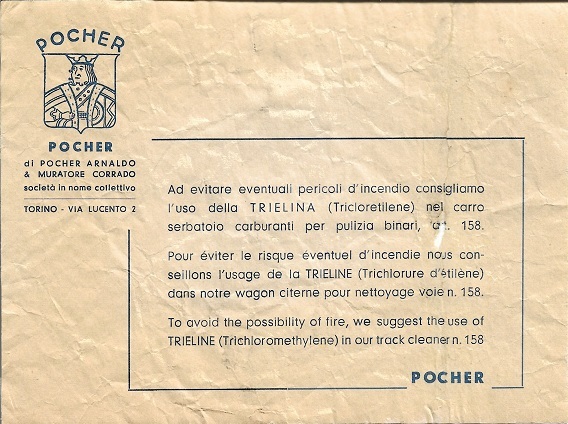 POCHER
POCHER
di POCHER ARNALDO
& MURATORE CORRADO
società in nome collettivo
TORINO - VIA LUCENTO 2
Ad evitare eventuali pericoli d'incendio consigliamo
l'uso della TRIELINA (Tricloretilene) nel carro
serbatoio carburanti per pulizia binari, art. 158.
Pour éviter le risque éventuel d'incendie nous con-
seillons l'usage de la TRIELINE (Trichlorure d'étilène)
dans notre wagon citerne pour nettoyage voie n. 158.
To avoid the possibility of fire, we suggest the use of
TRIELINE (Trichloromethylene) in our track cleaner n. 158
POCHER